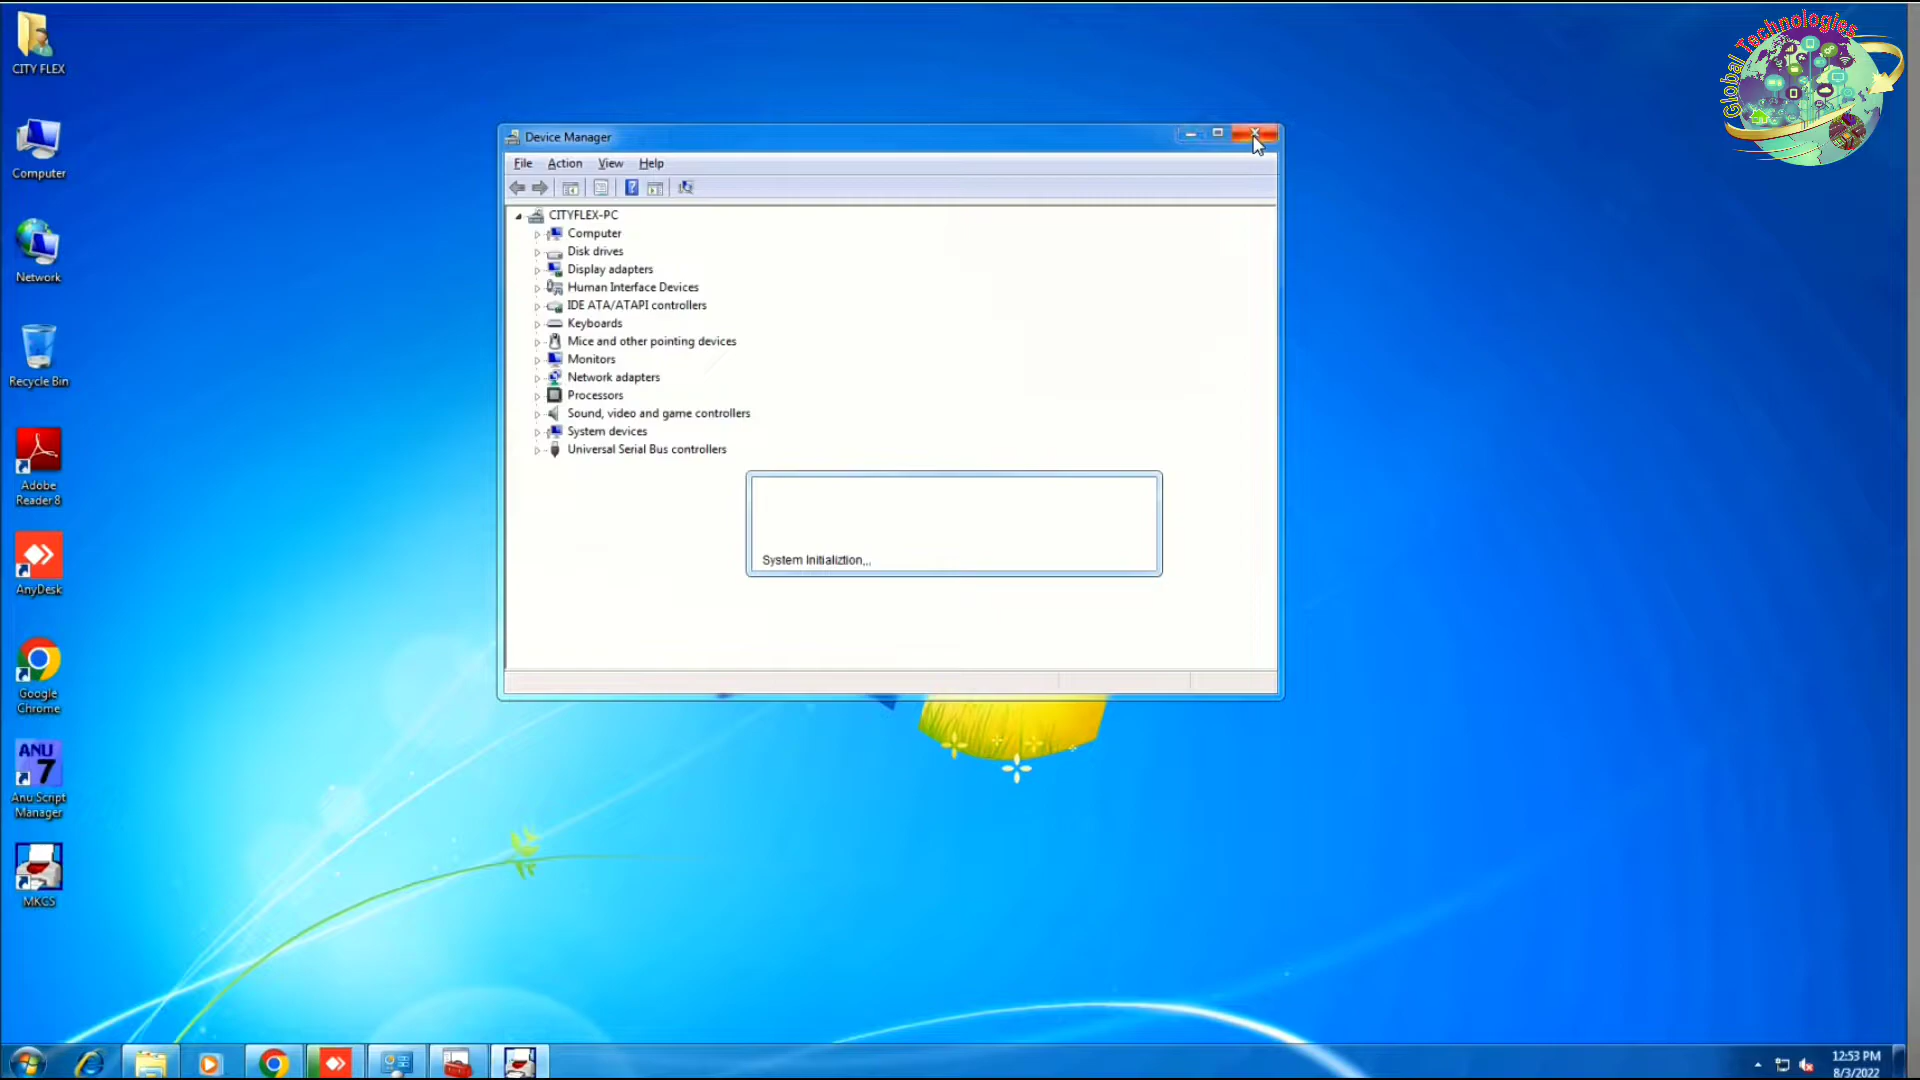 Global Technologies
CITY FLEX
Computer
Network
Recycle Bin
Adobe
Reader 8
AnyDesk
Google
Chrome
ANU
7
Anu Script
Manager
MKCS
Device Manager
File Action View Help
CITYFLEX-PC
Computer
Disk drives
Display adapters
Human Interface Devices
IDE ATA/ATAPI controllers
Keyboards
Mice and other pointing devices
Monitors
Network adapters
Processors
Sound, video and game controllers
System devices
Universal Serial Bus controllers
System Initializtion,,,
12:53 PM
8/3/2022